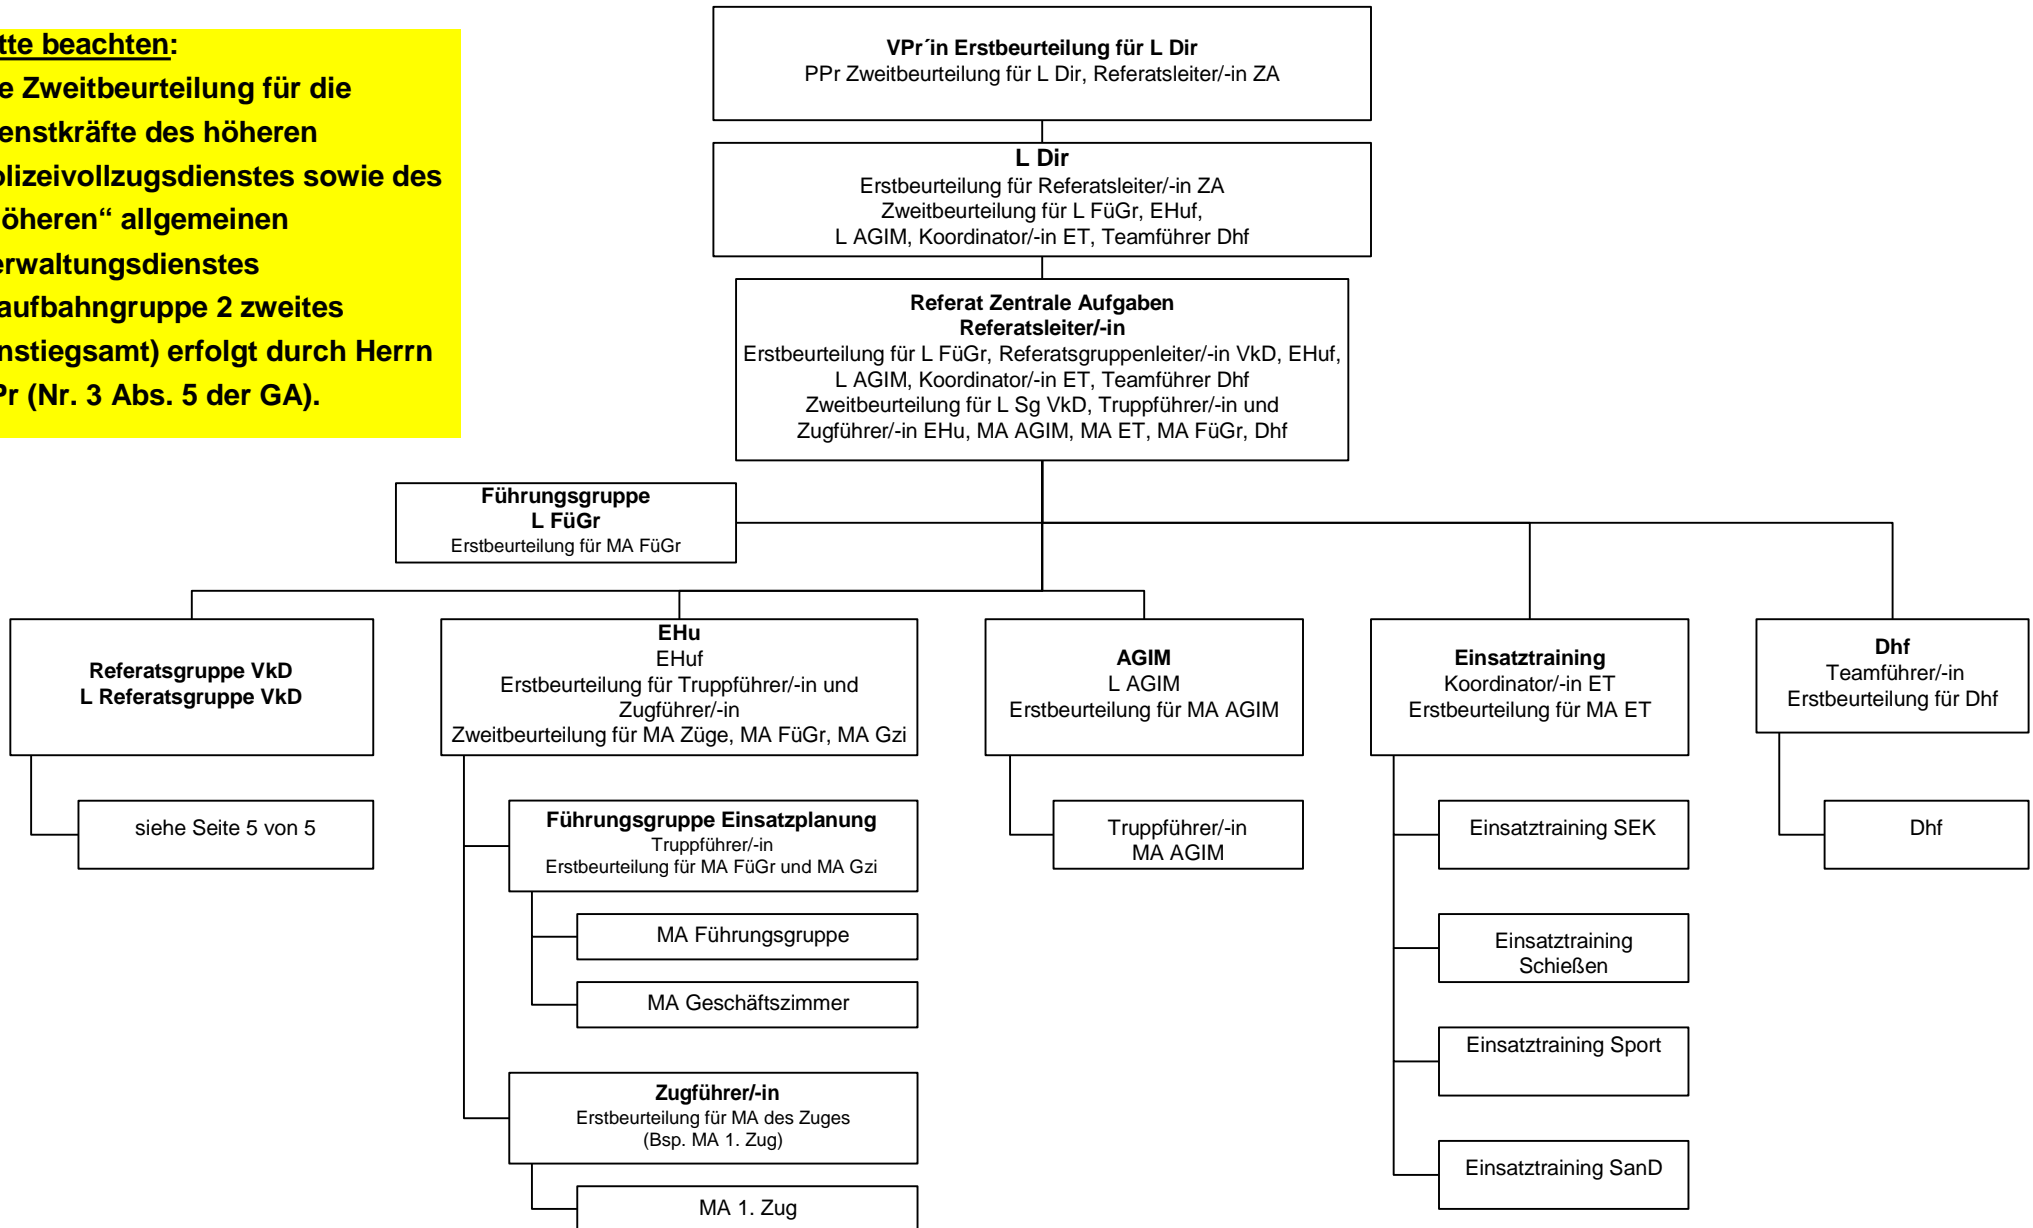 tte beachten:
e Zweitbeurteilung für die
enstkräfte des höheren
olizeivollzugsdienstes sowie des
öheren“ allgemeinen
erwaltungsdienstes
aufbahngruppe 2 zweites
nstiegsamt) erfolgt durch Herrn
Pr (Nr. 3 Abs. 5 der GA).
VPr´in Erstbeurteilung für L Dir
PPr Zweitbeurteilung für L Dir, Referatsleiter/-in ZA
L Dir
Erstbeurteilung für Referatsleiter/-in ZA
Zweitbeurteilung für L FüGr, EHuf,
L AGIM, Koordinator/-in ET, Teamführer Dhf
Referat Zentrale Aufgaben
Referatsleiter/-in
Erstbeurteilung für L FüGr, Referatsgruppenleiter/-in VkD, EHuf,
L AGIM, Koordinator/-in ET, Teamführer Dhf
Zweitbeurteilung für L Sg VkD, Truppführer/-in und
Zugführer/-in EHu, MA AGIM, MA ET, MA FüGr, Dhf
Führungsgruppe
L FüGr
Erstbeurteilung für MA FüGr
Referatsgruppe VkD
L Referatsgruppe VkD
siehe Seite 5 von 5
EHu
EHuf
Erstbeurteilung für Truppführer/-in und
Zugführer/-in
Zweitbeurteilung für MA Züge, MA FüGr, MA Gzi
Führungsgruppe Einsatzplanung
Truppführer/-in
Erstbeurteilung für MA FüGr und MA Gzi
MA Führungsgruppe
MA Geschäftszimmer
Zugführer/-in
Erstbeurteilung für MA des Zuges
(Bsp. MA 1. Zug)
MA 1. Zug
AGIM
L AGIM
Erstbeurteilung für MA AGIM
Truppführer/-in
MA AGIM
Einsatztraining
Koordinator/-in ET
Erstbeurteilung für MA ET
Einsatztraining SEK
Einsatztraining
Schießen
Einsatztraining Sport
Einsatztraining SanD
Dhf
Teamführer/-in
Erstbeurteilung für Dhf
Dhf